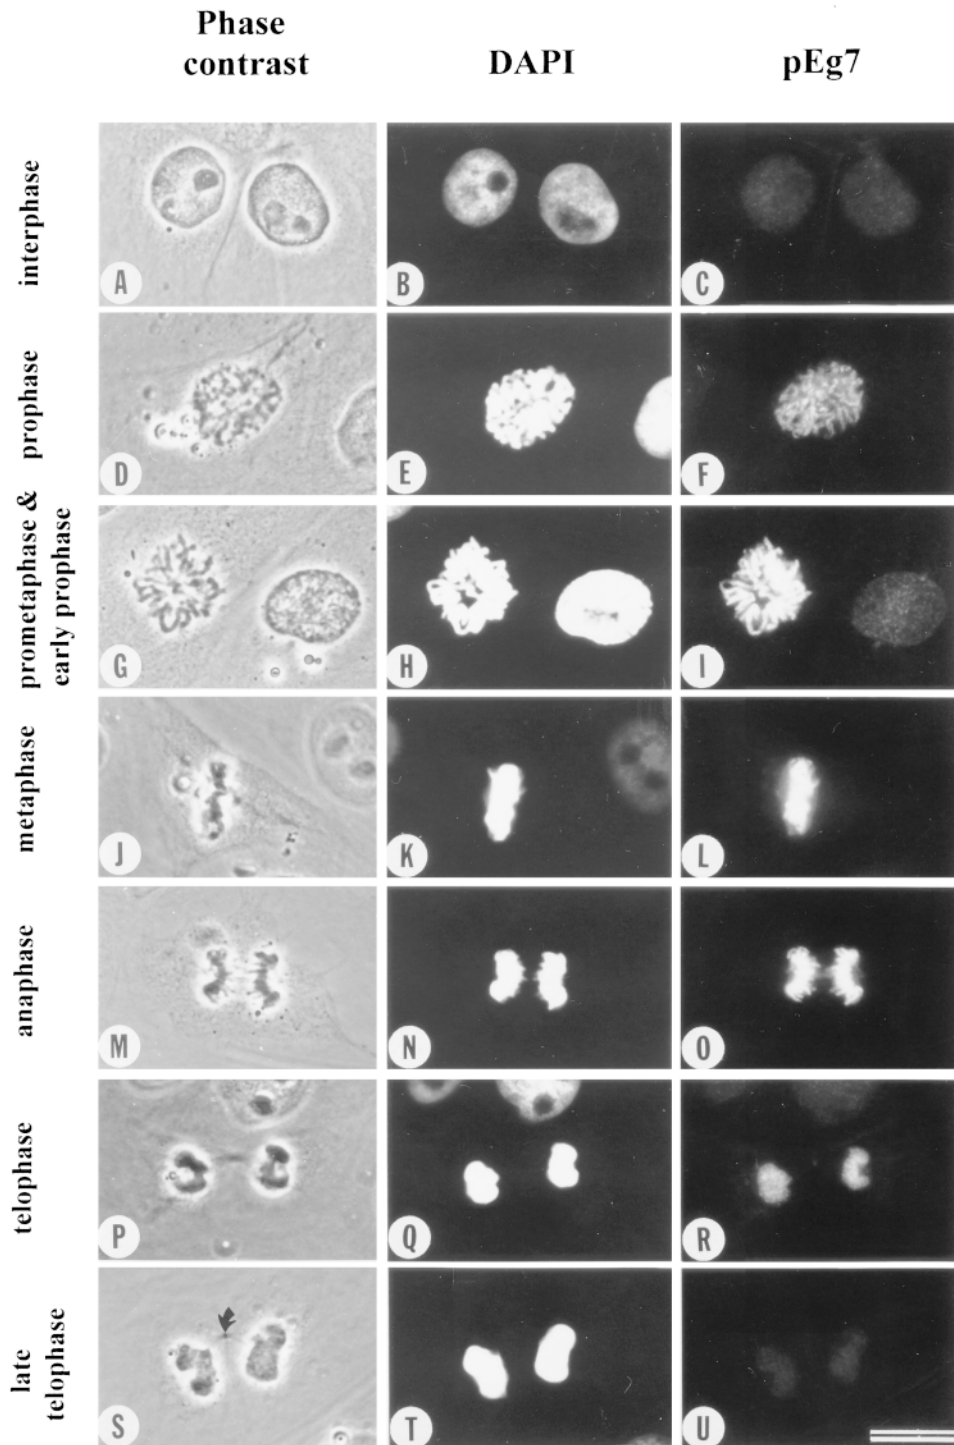 Phase
contrast
DAPI
pEg7
interphase
A
B
C
prophase
D
E
F
prometaphase &
early prophase
G
H
I
metaphase
J
K
L
anaphase
M
N
O
telophase
P
Q
R
late
telophase
S
T
U